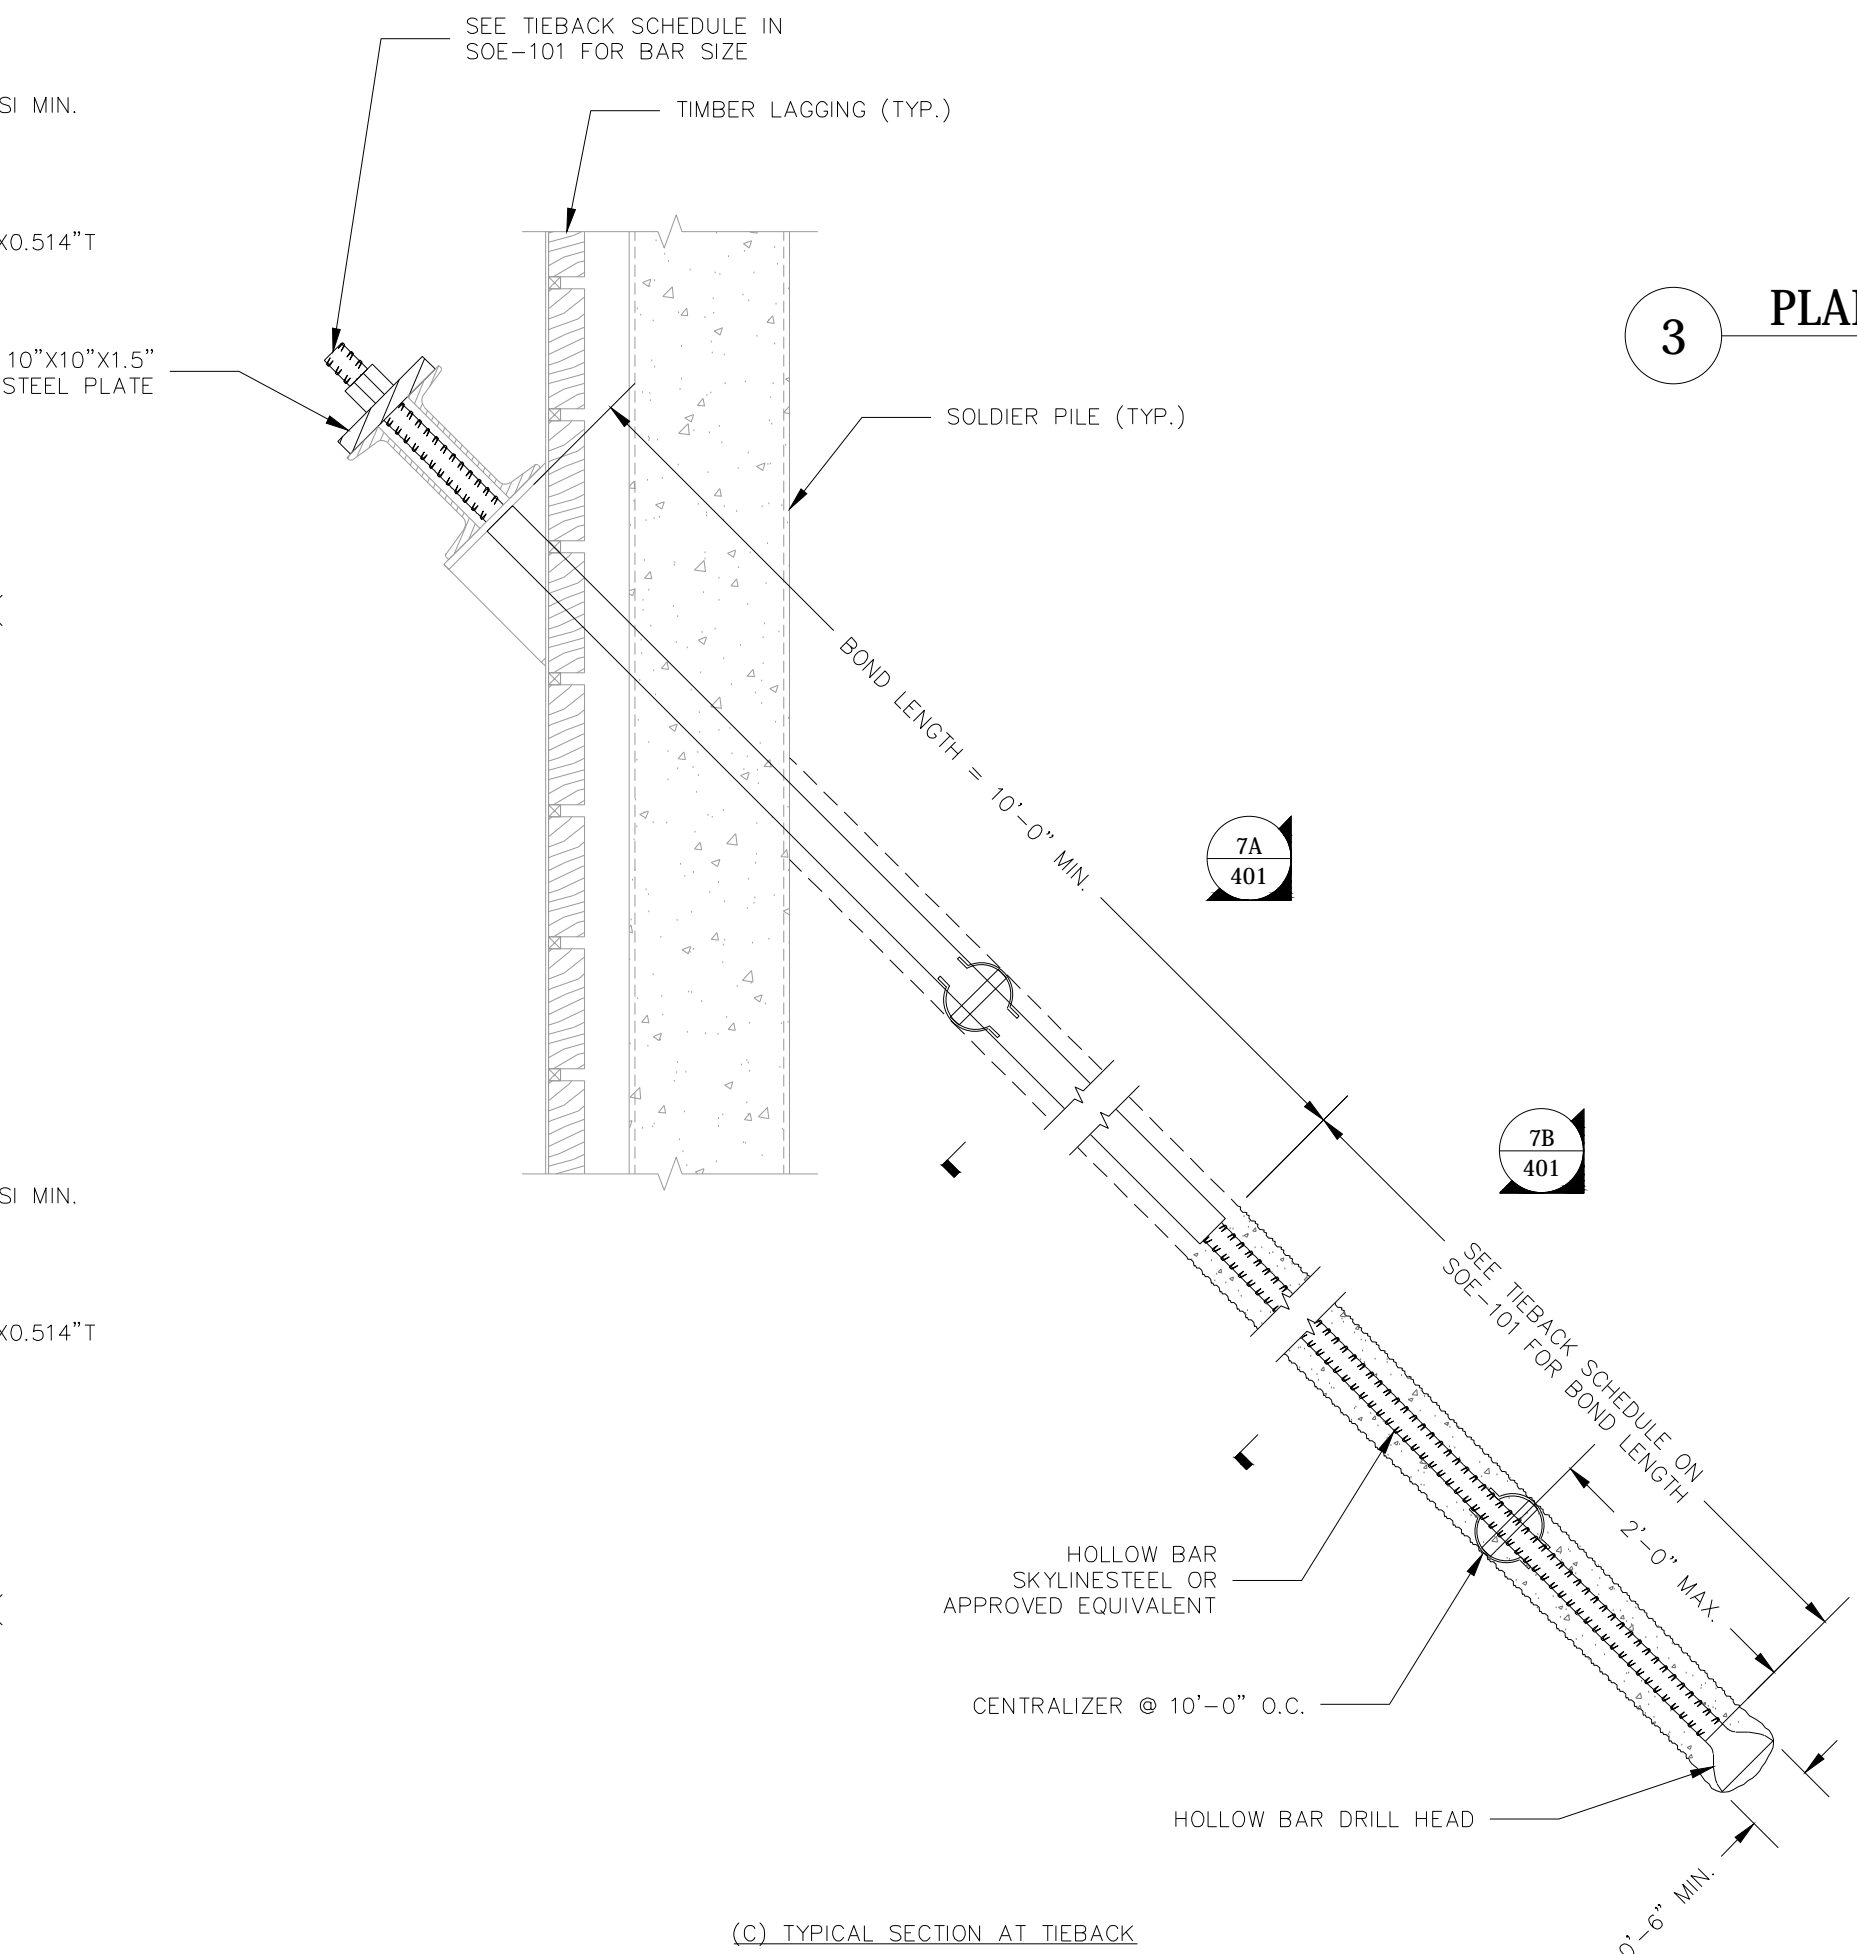 SEE TIEBACK SCHEDULE IN
SOE-101 FOR BAR SIZE
SI MIN.
TIMBER LAGGING (TYP.)
X0.514"T
3
10"X10"X1.5"
STEEL PLATE
SOLDIER PILE (TYP.)
BOND LENGTH = 10'-0" MIN.
7A
401
7B
401
SI MIN.
X0.514"T
SEE TIEBACK SCHEDULE ON
SOE-101 FOR BOND LENGTH
2'-0" MAX.
HOLLOW BAR
SKYLINESTEEL OR
APPROVED EQUIVALENT
CENTRALIZER @ 10'-0" O.C.
HOLLOW BAR DRILL HEAD
0'-6" MIN.
(C) TYPICAL SECTION AT TIEBACK